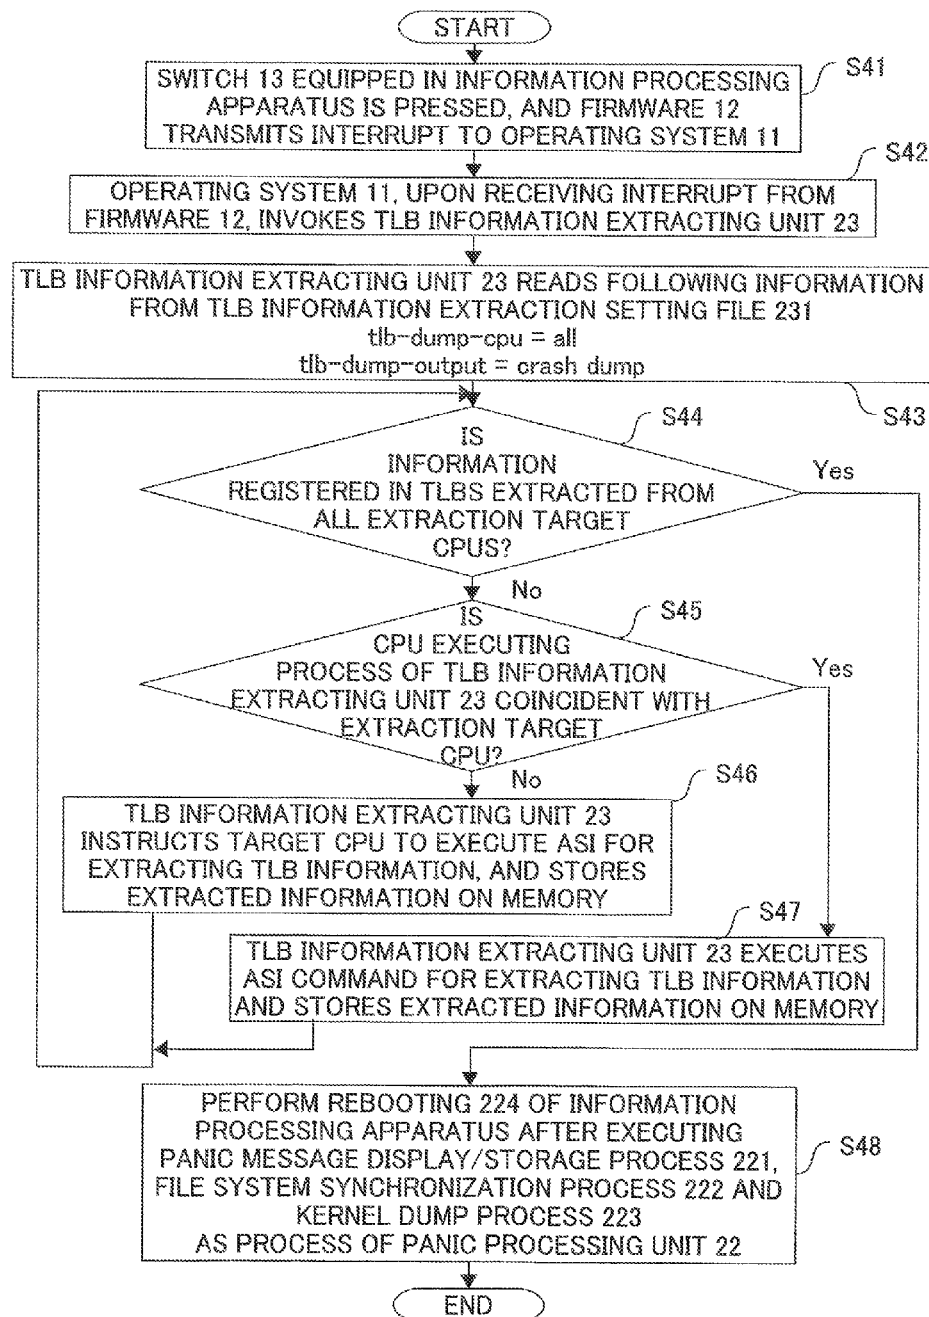 START
S41
SWITCH 13 EQUIPPED IN INFORMATION PROCESSING
APPARATUS IS PRESSED, AND FIRMWARE 12
TRANSMITS INTERRUPT TO OPERATING SYSTEM 11
S42
OPERATING SYSTEM 11, UPON RECEIVING INTERRUPT FROM
FIRMWARE 12, INVOKES TLB INFORMATION EXTRACTING UNIT 23
TLB INFORMATION EXTRACTING UNIT 23 READS FOLLOWING INFORMATION
FROM TLB INFORMATION EXTRACTION SETTING FILE 231
tlb-dump-cpu = all
tlb-dump-output = crash dump
S43
S44
IS
INFORMATION
REGISTERED IN TLBS EXTRACTED FROM
ALL EXTRACTION TARGET
CPUS?
Yes
No
S45
IS
CPU EXECUTING
PROCESS OF TLB INFORMATION
EXTRACTING UNIT 23 COINCIDENT WITH
EXTRACTION TARGET
CPU?
Yes
No
S46
TLB INFORMATION EXTRACTING UNIT 23
INSTRUCTS TARGET CPU TO EXECUTE ASI FOR
EXTRACTING TLB INFORMATION, AND STORES
EXTRACTED INFORMATION ON MEMORY
S47
TLB INFORMATION EXTRACTING UNIT 23 EXECUTES
ASI COMMAND FOR EXTRACTING TLB INFORMATION
AND STORES EXTRACTED INFORMATION ON MEMORY
S48
PERFORM REBOOTING 224 OF INFORMATION
PROCESSING APPARATUS AFTER EXECUTING
PANIC MESSAGE DISPLAY/STORAGE PROCESS 221,
FILE SYSTEM SYNCHRONIZATION PROCESS 222 AND
KERNEL DUMP PROCESS 223
AS PROCESS OF PANIC PROCESSING UNIT 22
END